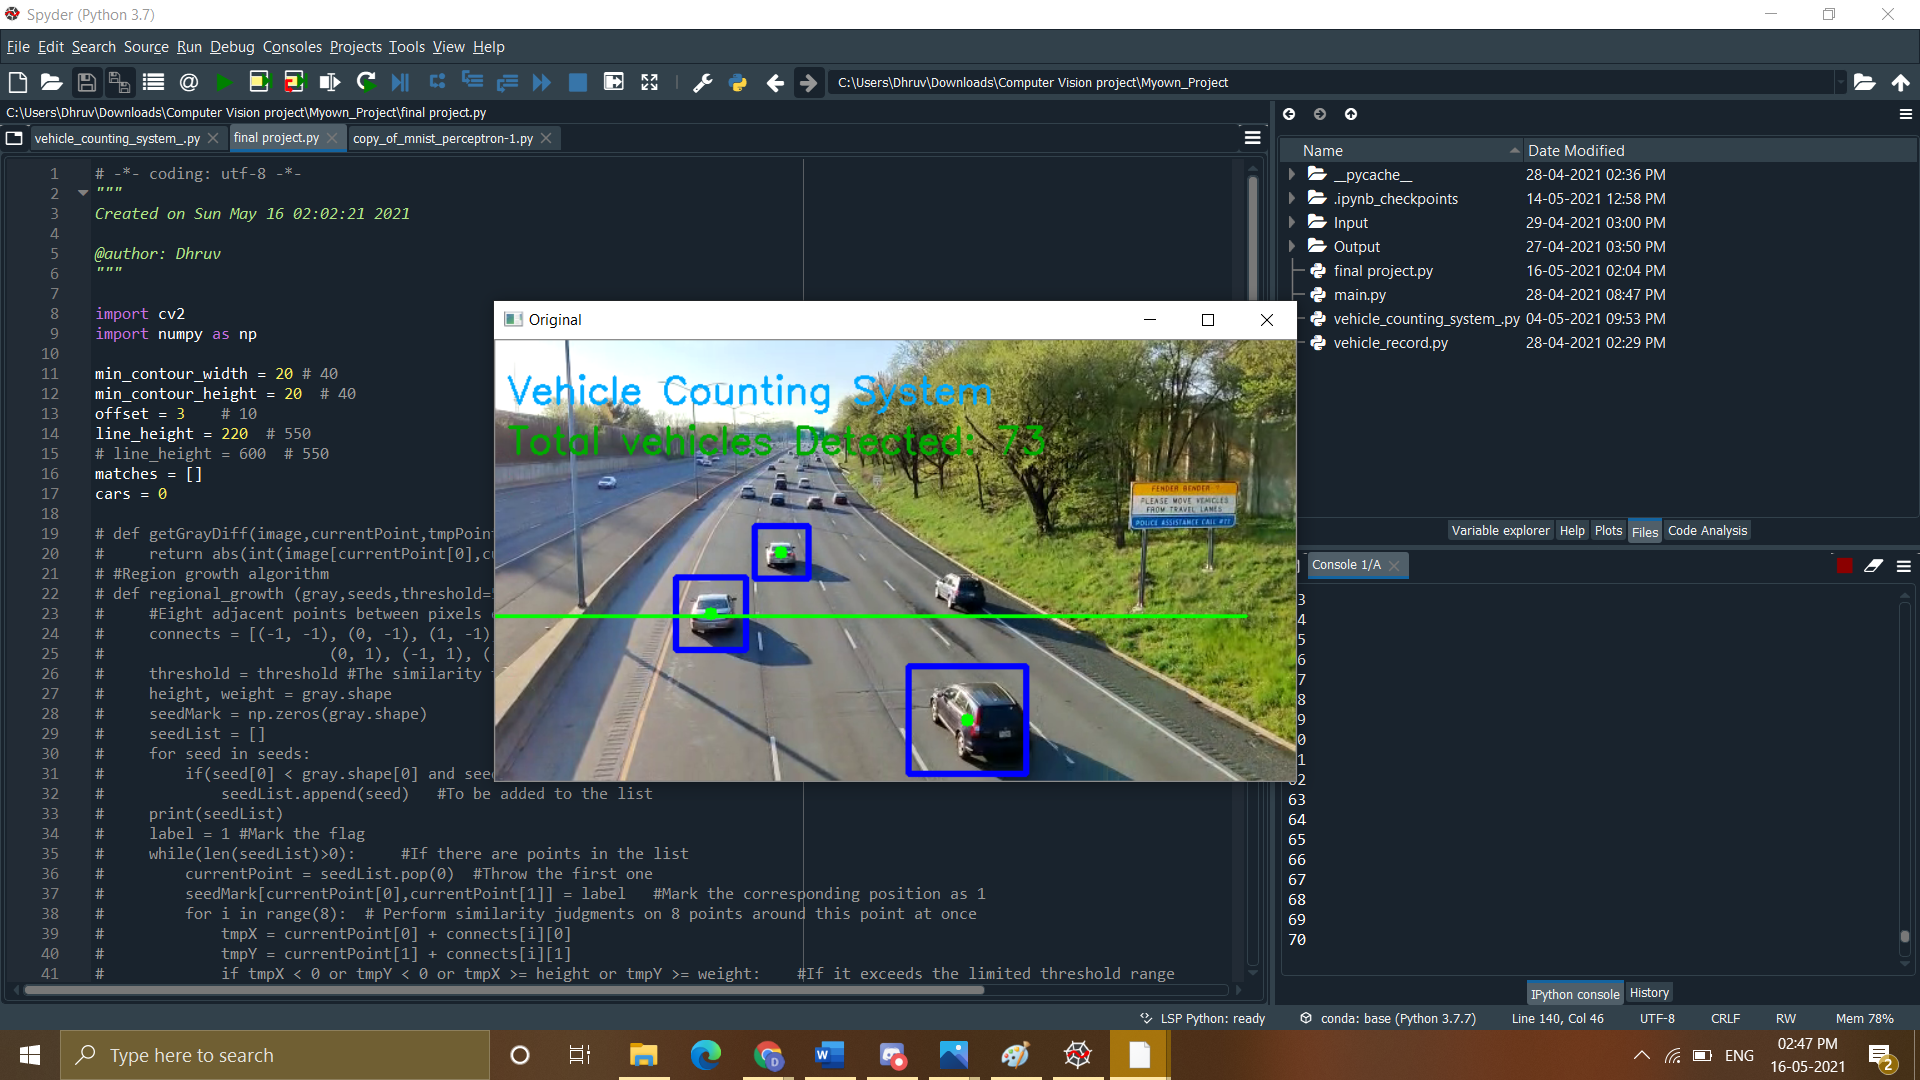 Spyder (Python 3.7)
File Edit Search Source Run Debug Consoles Projects Tools View Help
C:\Users\Dhruv\Downloads\Computer Vision project\Myown_Project
C:\Users\Dhruv\Downloads\Computer Vision project\Myown_Project\final project.py
vehicle_counting_system_.py
final project.py
copy_of_mnist_perceptron-1.py
1 # -*- coding: utf-8 -*-
2 """
3 Created on Sun May 16 02:02:21 2021
4
5 @author: Dhruv
6 """
7
8 import cv2
9 import numpy as np
10
11 min_contour_width = 20 # 40
12 min_contour_height = 20 # 40
13 offset = 3 # 10
14 line_height = 220 # 550
15 # line_height = 600 # 550
16 matches = []
17 cars = 0
18
19 # def getGrayDiff(image,currentPoint,tmpPoint
20 # return abs(int(image[currentPoint[0],cu
21 # #Region growth algorithm
22 # def regional_growth (gray,seeds,threshold=
23 # #Eight adjacent points between pixels
24 # connects = [(-1, -1), (0, -1), (1, -1)
25 # (0, 1), (-1, 1), (
26 # threshold = threshold #The similarity
27 # height, weight = gray.shape
28 # seedMark = np.zeros(gray.shape)
29 # seedList = []
30 # for seed in seeds:
31 # if(seed[0] < gray.shape[0] and see
32 # seedList.append(seed) #To be added to the list
33 # print(seedList)
34 # label = 1 #Mark the flag
35 # while(len(seedList)>0): #If there are points in the list
36 # currentPoint = seedList.pop(0) #Throw the first one
37 # seedMark[currentPoint[0],currentPoint[1]] = label #Mark the corresponding position as 1
38 # for i in range(8): # Perform similarity judgments on 8 points around this point at once
39 # tmpX = currentPoint[0] + connects[i][0]
40 # tmpY = currentPoint[1] + connects[i][1]
41 # if tmpX < 0 or tmpY < 0 or tmpX >= height or tmpY >= weight: #If it exceeds the limited threshold range
Original
Vehicle Counting System
Total vehicles Detected: 73
FENDER BENDER ?
PLEASE MOVE VEHICLES
FROM TRAVEL LANES
POLICE ASSISTANCE CALL #77
Name Date Modified
__pycache__ 28-04-2021 02:36 PM
.ipynb_checkpoints 14-05-2021 12:58 PM
Input 29-04-2021 03:00 PM
Output 27-04-2021 03:50 PM
final project.py 16-05-2021 02:04 PM
main.py 28-04-2021 08:47 PM
vehicle_counting_system_.py 04-05-2021 09:53 PM
vehicle_record.py 28-04-2021 02:29 PM
Variable explorer Help Plots Files Code Analysis
Console 1/A
3
4
5
6
7
8
9
0
1
62
63
64
65
66
67
68
69
70
IPython console History
LSP Python: ready conda: base (Python 3.7.7) Line 140, Col 46 UTF-8 CRLF RW Mem 78%
Type here to search
ENG
02:47 PM
16-05-2021
2